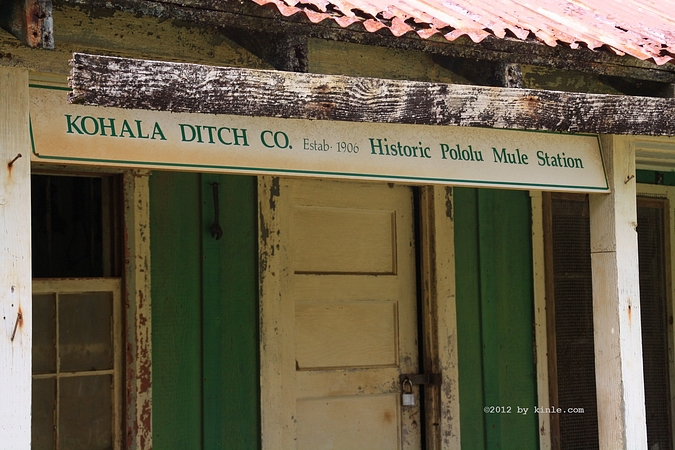 KOHALA DITCH CO. Estab· 1906 Historic Pololu Mule Station
©2012 by kinle.com